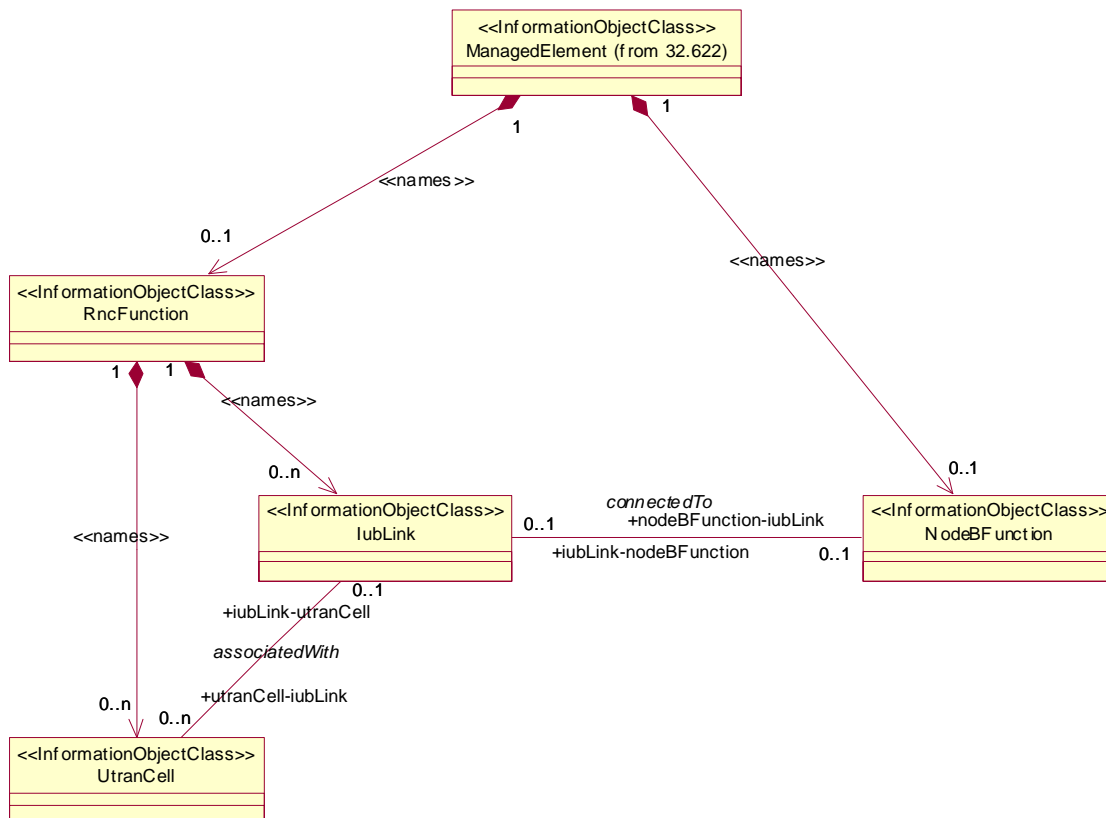 <<InformationObjectClass>>
ManagedElement (from 32.622)
1
1
<<names>>
0..1
<<names>>
<<InformationObjectClass>>
RncFunction
1
1
<<names>>
0..n
0..1
<<InformationObjectClass>>
IubLink
connectedTo
0..1
+nodeBFunction-iubLink
+iubLink-nodeBFunction
0..1
<<InformationObjectClass>>
NodeBFunction
<<names>>
0..1
+iubLink-utranCell
associatedWith
+utranCell-iubLink
0..n
0..n
<<InformationObjectClass>>
UtranCell